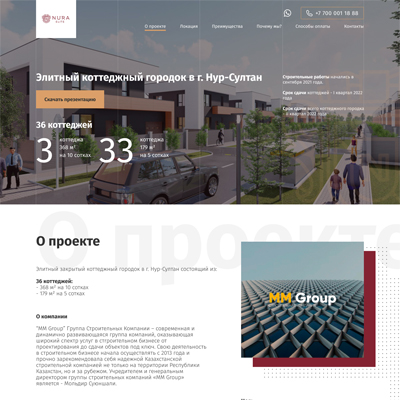 NURA
CITY
+7 700 001 18 88
О проекте
Локация
Преимущества
Почему мы?
Способы оплаты
Контакты
Элитный коттеджный городок в г. Нур-Султан
Скачать презентацию
Строительные работы начались в
сентябре 2021 года.
Срок сдачи коттеджей - 1 квартал 2022
года
Срок сдачи всего коттеджного городка
- 3 квартал 2022 года
36 коттеджей
3
коттеджа
368 м²
на 10 сотках
33
коттеджа
179 м²
на 5 сотках
О проекте
О проекте
Элитный закрытый коттеджный городок в г. Нур-Султан состоящий из:
36 коттеджей:
- 368 м² на 10 сотках
- 179 м² на 5 сотках
О компании
"MM Group" Группа Строительных Компании – современная и
динамично развивающаяся группа компаний, оказывающая
широкий спектр услуг в строительном бизнесе от
проектирования до сдачи объектов под ключ. Свою деятельность
в строительном бизнесе начала осуществлять с 2013 года и
прочно зарекомендовала себя надежной Казахстанской
строительной компанией не только на территории Республики
Казахстан, но и за рубежом. Учредителем и генеральным
директором группы строительных компаний «MM Group»
является - Мольдир Суюншали.
MM Group